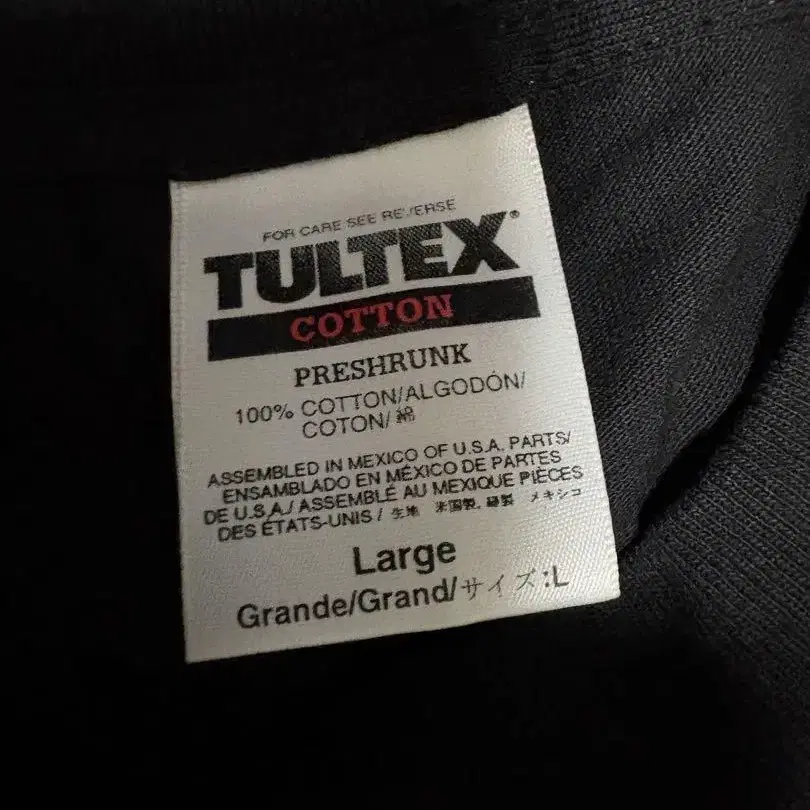 FOR CARE SEE REVERSE
TULTEX®
COTTON
PRESHRUNK
100% COTTON/ALGODÓN/
COTON/綿
ASSEMBLED IN MEXICO OF U.S.A. PARTS/
ENSAMBLADO EN MÉXICO DE PARTES
DE U.S.A./ASSEMBLÉ AU MEXIQUE PIÈCES
DES ÉTATS-UNIS / 生地 米国製, 縫製 メキシコ
Large
Grande/Grand/サイズ:L